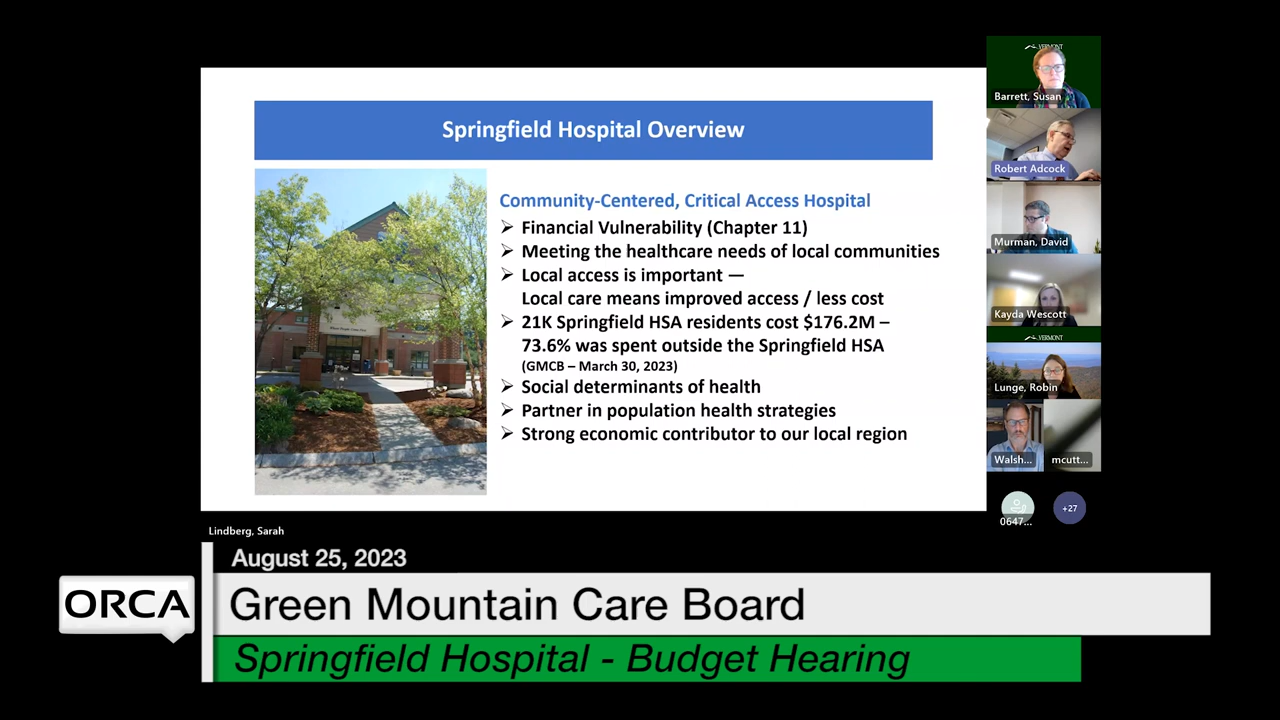 Springfield Hospital Overview
Community-Centered, Critical Access Hospital
➢ Financial Vulnerability (Chapter 11)
➢ Meeting the healthcare needs of local communities
➢ Local access is important —
Local care means improved access / less cost
➢ 21K Springfield HSA residents cost $176.2M –
73.6% was spent outside the Springfield HSA
(GMCB – March 30, 2023)
➢ Social determinants of health
➢ Partner in population health strategies
➢ Strong economic contributor to our local region
VERMONT
Barrett, Susan
Robert Adcock
Murman, David
Kayda Wescott
VERMONT
Lunge, Robin
Walsh...
mcutt...
0647...
+27
Lindberg, Sarah
August 25, 2023
ORCA
Green Mountain Care Board
Springfield Hospital - Budget Hearing